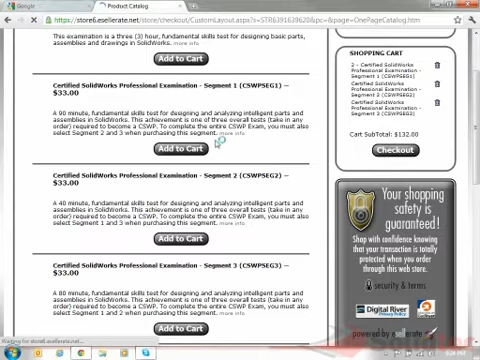 Google
Product Catalog
https://store6.esellerate.net/store/checkout/CustomLayout.aspx?s=STR6391639620&pc=&page=OnePageCatalog.htm
This examination is a three (3) hour, fundamental skills test for designing basic parts,
assemblies and drawings in SolidWorks. more info
Add to Cart
Certified SolidWorks Professional Examination - Segment 1 (CSWPSEG1) —
$33.00
A 90 minute, fundamental skills test for designing and analyzing intelligent parts and
assemblies in SolidWorks. This achievement is one of three overall tests (take in any
order) required to become a CSWP. To complete the entire CSWP Exam, you must also
select Segment 2 and 3 when purchasing this segment. more info
Add to Cart
Certified SolidWorks Professional Examination - Segment 2 (CSWPSEG2) —
$33.00
A 40 minute, fundamental skills test for designing and analyzing intelligent parts and
assemblies in SolidWorks. This achievement is one of three overall tests (take in any
order) required to become a CSWP. To complete the entire CSWP Exam, you must also
select Segment 1 and 3 when purchasing this segment. more info
Add to Cart
Certified SolidWorks Professional Examination - Segment 3 (CSWPSEG3) —
$33.00
A 80 minute, fundamental skills test for designing and analyzing intelligent parts and
assemblies in SolidWorks. This achievement is one of three overall tests (take in any
order) required to become a CSWP. To complete the entire CSWP Exam, you must also
select Segment 1 and 2 when purchasing this segment. more info
Add to Cart
SHOPPING CART
2 - Certified SolidWorks
Professional Examination -
Segment 1 (CSWPSEG1)
Certified SolidWorks
Professional Examination -
Segment 2 (CSWPSEG2)
Certified SolidWorks
Professional Examination -
Segment 3 (CSWPSEG3)
Cart SubTotal: $132.00
Checkout
Your shopping
safety is
guaranteed!
Shop with confidence knowing
that your transaction is totally
protected when you order
through this web store.
security & terms
Digital River
Privacy Policy
powered by esellerate
Waiting for store6.esellerate.net...
8:24 PM